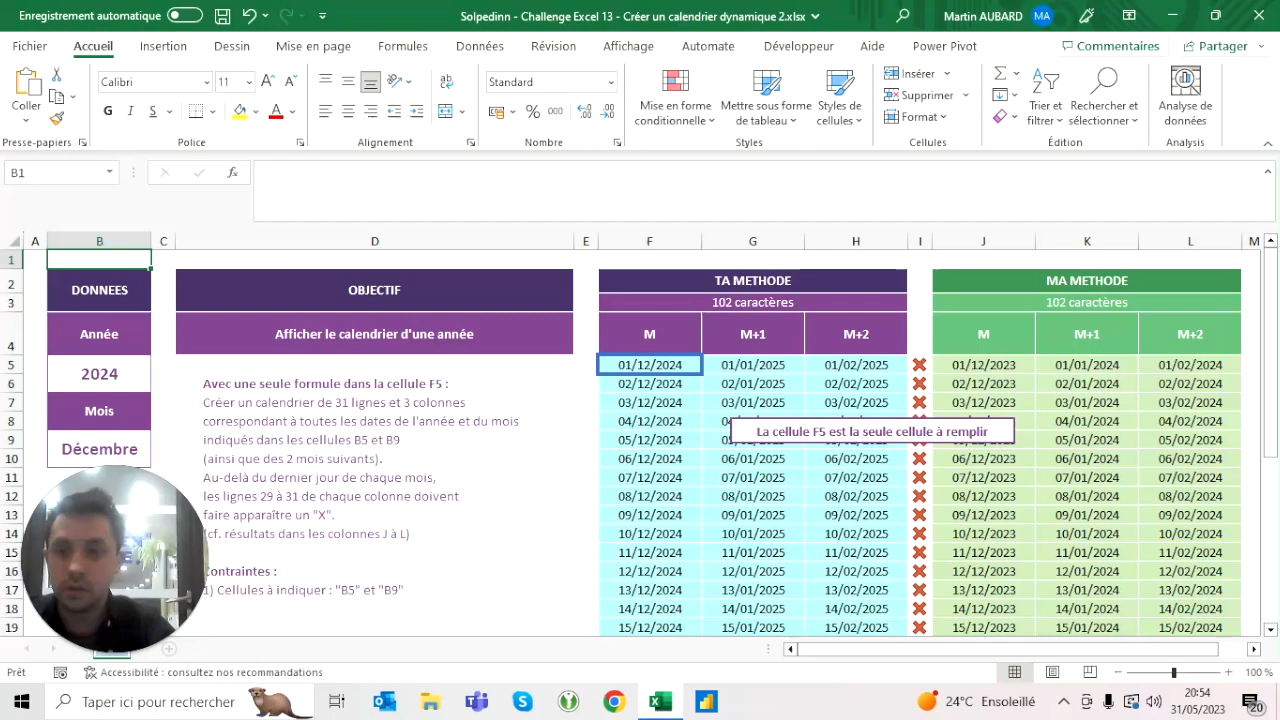 Enregistrement automatique
Solpedinn - Challenge Excel 13 - Créer un calendrier dynamique 2.xlsx
Martin AUBARD MA
Fichier Accueil Insertion Dessin Mise en page Formules Données Révision Affichage Automate Développeur Aide Power Pivot Commentaires Partager
Coller
Presse-papiers
Calibri 11
G I S
Police
Alignement
Standard
% 000
Nombre
Mise en forme conditionnelle
Mettre sous forme de tableau
Styles de cellules
Styles
Insérer
Supprimer
Format
Cellules
Trier et filtrer
Rechercher et sélectionner
Édition
Analyse de données
Analysis
B1 fx
A B C D E F G H I J K L M
1
2 DONNEES OBJECTIF TA METHODE MA METHODE
3 102 caractères 102 caractères
4 Année Afficher le calendrier d'une année M M+1 M+2 M M+1 M+2
5 2024 01/12/2024 01/01/2025 01/02/2025 01/12/2023 01/01/2024 01/02/2024
6 Avec une seule formule dans la cellule F5 : 02/12/2024 02/01/2025 02/02/2025 02/12/2023 02/01/2024 02/02/2024
7 Mois Créer un calendrier de 31 lignes et 3 colonnes 03/12/2024 03/01/2025 03/02/2025 03/12/2023 03/01/2024 03/02/2024
8 correspondant à toutes les dates de l'année et du mois 04/12/2024 04/01/2024 04/02/2024
La cellule F5 est la seule cellule à remplir
9 Décembre indiqués dans les cellules B5 et B9 05/12/2024 05/01/2024 05/02/2024
10 (ainsi que des 2 mois suivants). 06/12/2024 06/01/2025 06/02/2025 06/12/2023 06/01/2024 06/02/2024
11 Au delà du dernier jour de chaque mois, 07/12/2024 07/01/2025 07/02/2025 07/12/2023 07/01/2024 07/02/2024
12 les lignes 29 à 31 de chaque colonne doivent 08/12/2024 08/01/2025 08/02/2025 08/12/2023 08/01/2024 08/02/2024
13 faire apparaître un "X". 09/12/2024 09/01/2025 09/02/2025 09/12/2023 09/01/2024 09/02/2024
14 (cf. résultats dans les colonnes J à L) 10/12/2024 10/01/2025 10/02/2025 10/12/2023 10/01/2024 10/02/2024
15 11/12/2024 11/01/2025 11/02/2025 11/12/2023 11/01/2024 11/02/2024
16 Contraintes : 12/12/2024 12/01/2025 12/02/2025 12/12/2023 12/01/2024 12/02/2024
17 1) Cellules à indiquer : "B5" et "B9" 13/12/2024 13/01/2025 13/02/2025 13/12/2023 13/01/2024 13/02/2024
18 14/12/2024 14/01/2025 14/02/2025 14/12/2023 14/01/2024 14/02/2024
19 15/12/2024 15/01/2025 15/02/2025 15/12/2023 15/01/2024 15/02/2024
Prêt Accessibilité : consultez nos recommandations 100 %
Taper ici pour rechercher 24°C Ensoleillé 20:54
31/05/2023 20